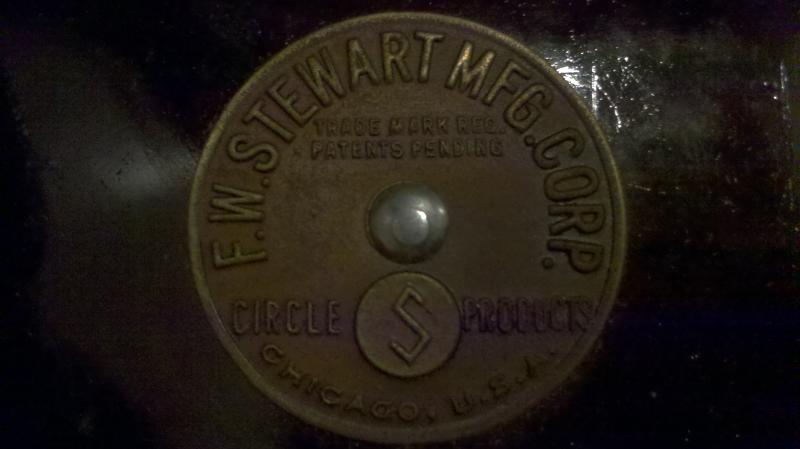 F.W. STEWART MFG. CORP.
TRADE MARK REG.
PATENTS PENDING
CIRCLE S PRODUCTS
CHICAGO, U.S.A.